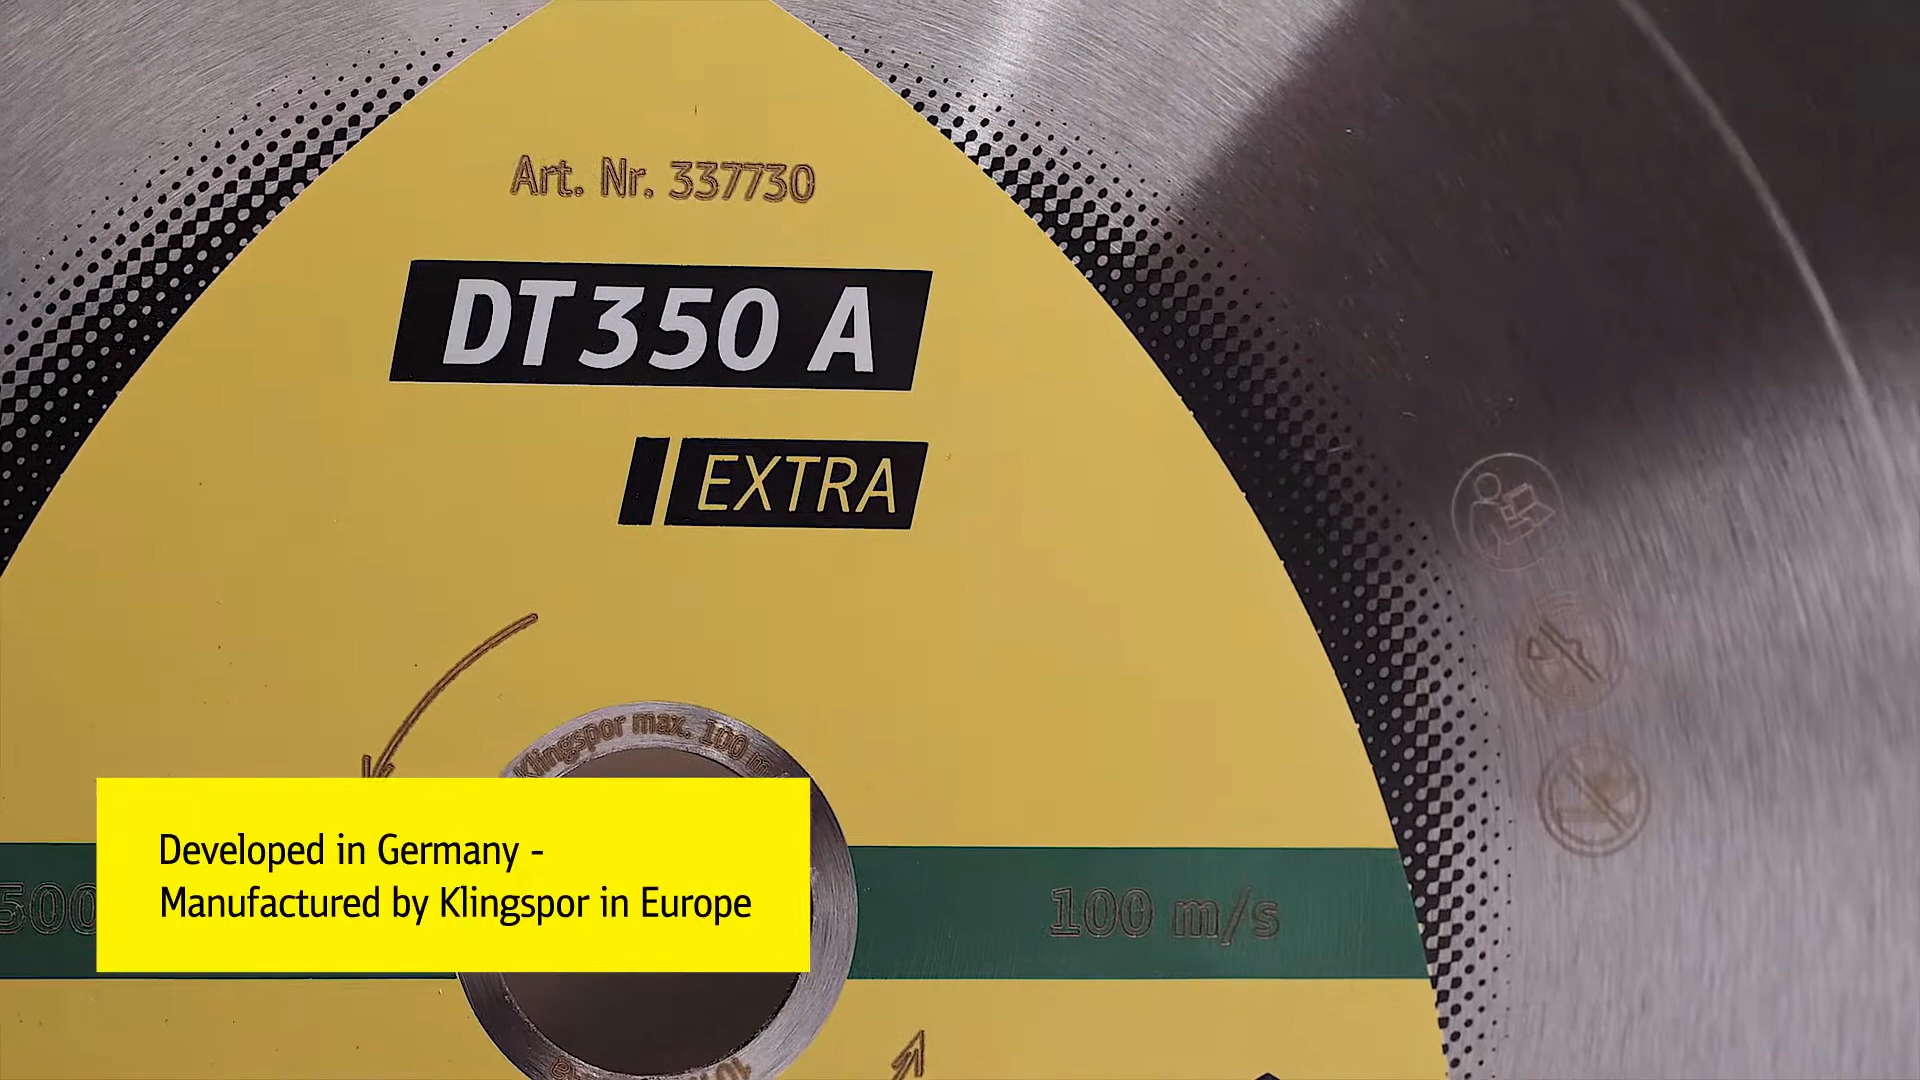 Art. Nr. 337730
DT 350 A
EXTRA
Klingspor max. 100 m/
500
100 m/s
Developed in Germany -
Manufactured by Klingspor in Europe